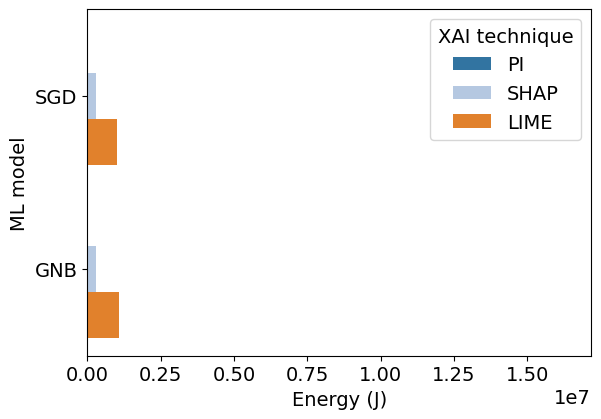 XAI technique
PI
SHAP
LIME
ML model
SGD
GNB
0.00 0.25 0.50 0.75 1.00 1.25 1.50
1e7
Energy (J)